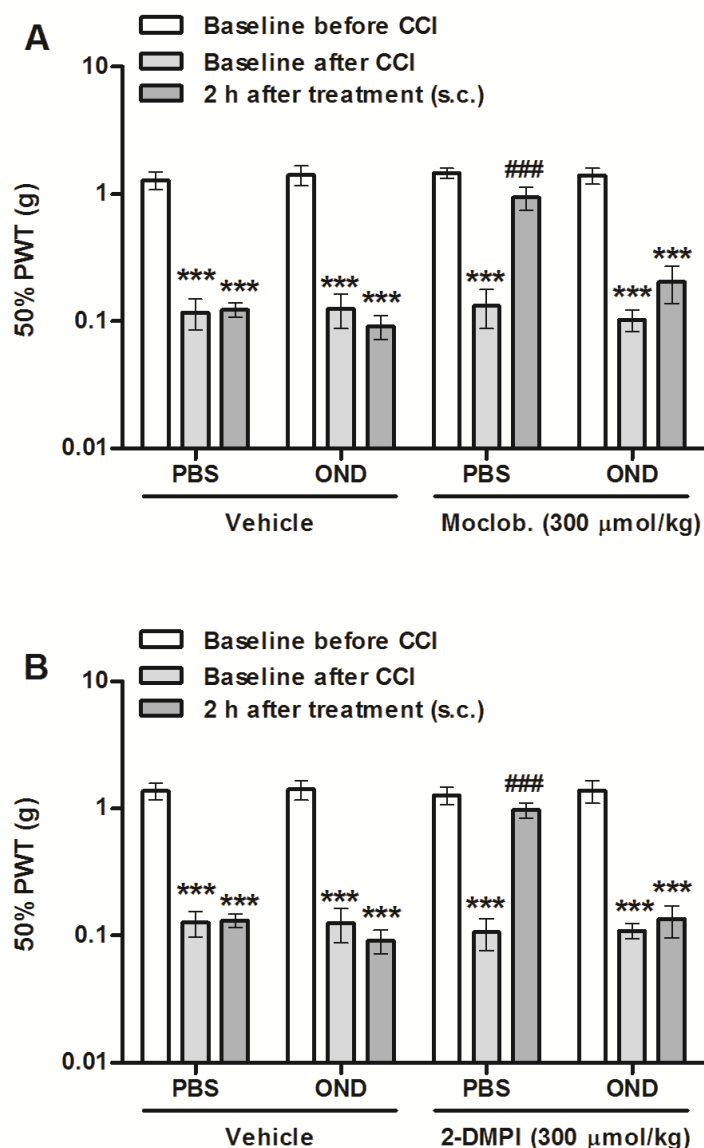 A
Baseline before CCI
Baseline after CCI
2 h after treatment (s.c.)
10
1
0.1
0.01
50% PWT (g)
*** *** *** *** *** ### *** ***
PBS OND PBS OND
Vehicle Moclob. (300 μmol/kg)
B
Baseline before CCI
Baseline after CCI
2 h after treatment (s.c.)
10
1
0.1
0.01
50% PWT (g)
*** *** *** *** *** ### *** ***
PBS OND PBS OND
Vehicle 2-DMPI (300 μmol/kg)